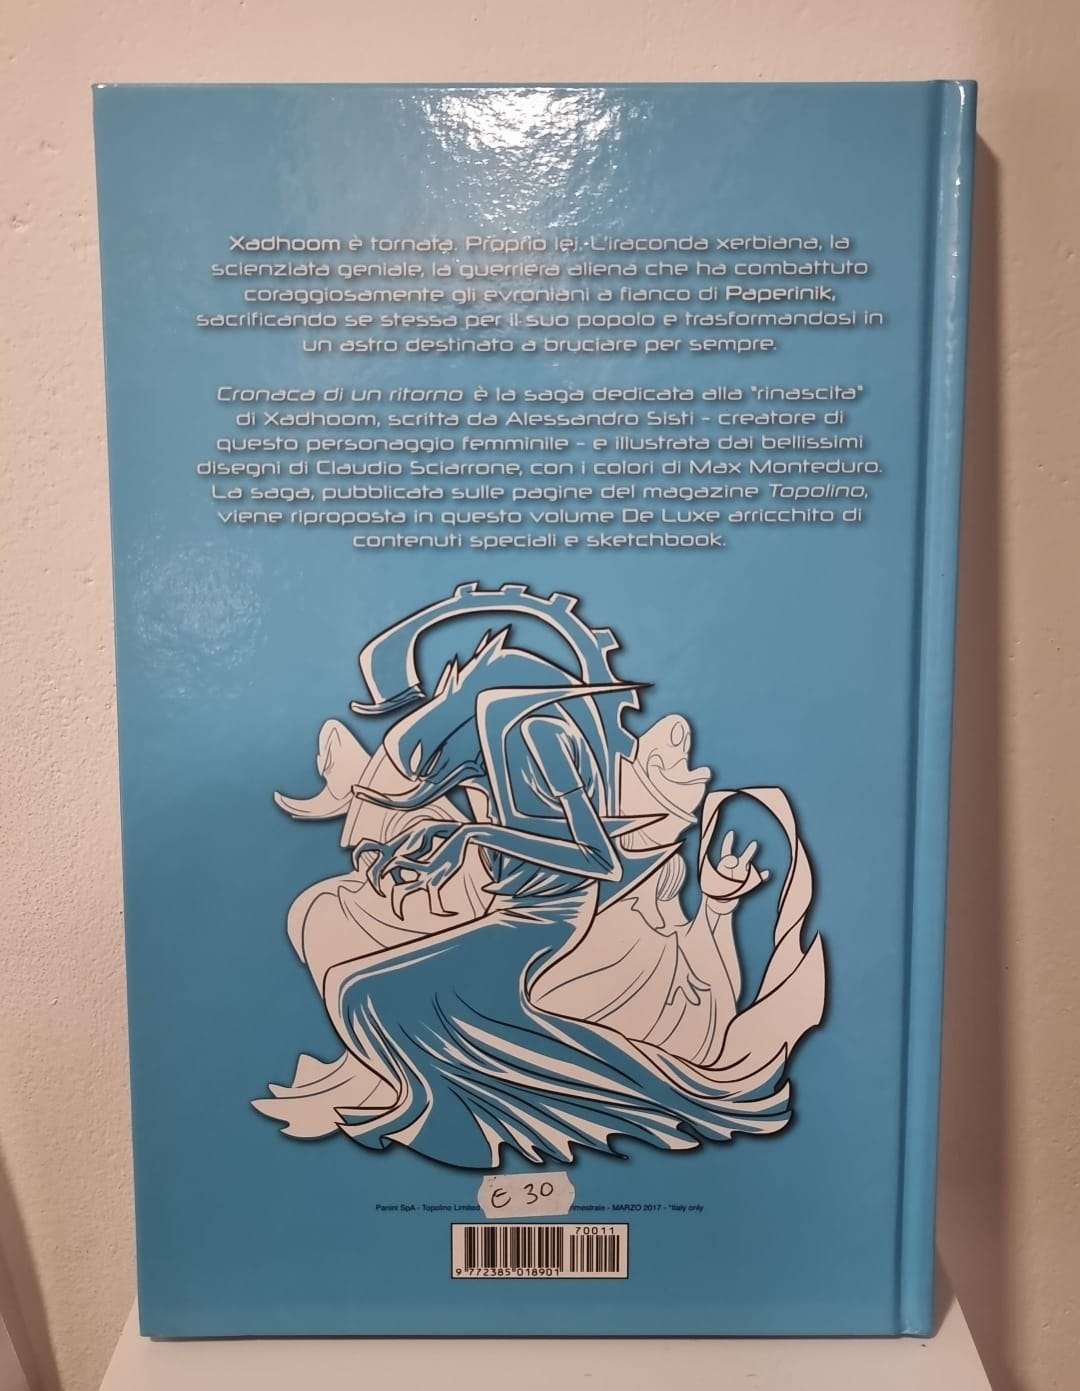 Xadhoom è tornata. Proprio lei. L'iraconda xerbiana, la
scienziata geniale, la guerriera aliena che ha combattuto
coraggiosamente gli evroniani a fianco di Paperinik,
sacrificando se stessa per il suo popolo e trasformandosi in
un astro destinato a bruciare per sempre.
Cronaca di un ritorno è la saga dedicata alla "rinascita"
di Xadhoom, scritta da Alessandro Sisti - creatore di
questo personaggio femminile - e illustrata dai bellissimi
disegni di Claudio Sciarrone, con i colori di Max Monteduro.
La saga, pubblicata sulle pagine del magazine Topolino,
viene riproposta in questo volume De Luxe arricchito di
contenuti speciali e sketchbook.
€ 30
Panini SpA - Topolino Limited imestrale - MARZO 2017 - *Italy only
70011
9 772385 018901